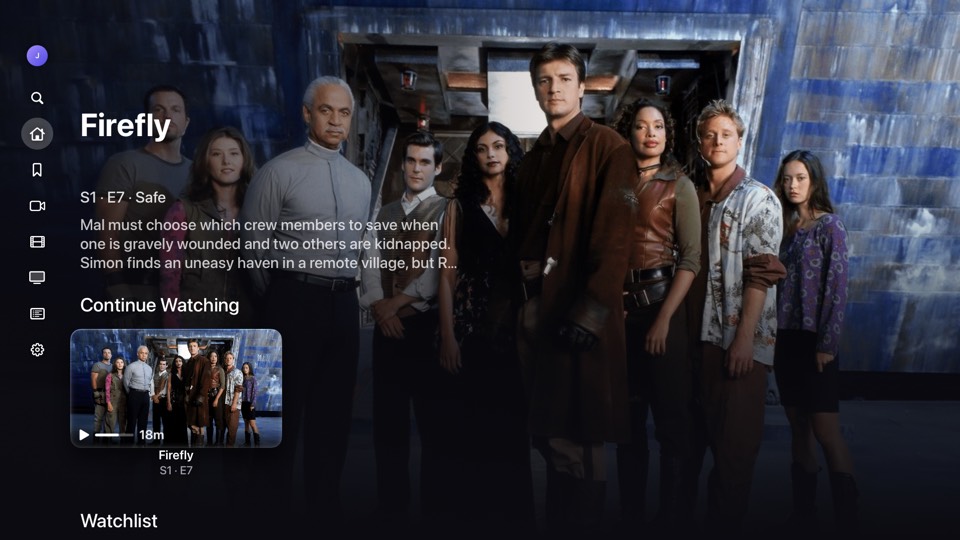 J
Firefly
S1 · E7 · Safe
Mal must choose which crew members to save when
one is gravely wounded and two others are kidnapped.
Simon finds an uneasy haven in a remote village, but R...
Continue Watching
18m
Firefly
S1 · E7
Watchlist